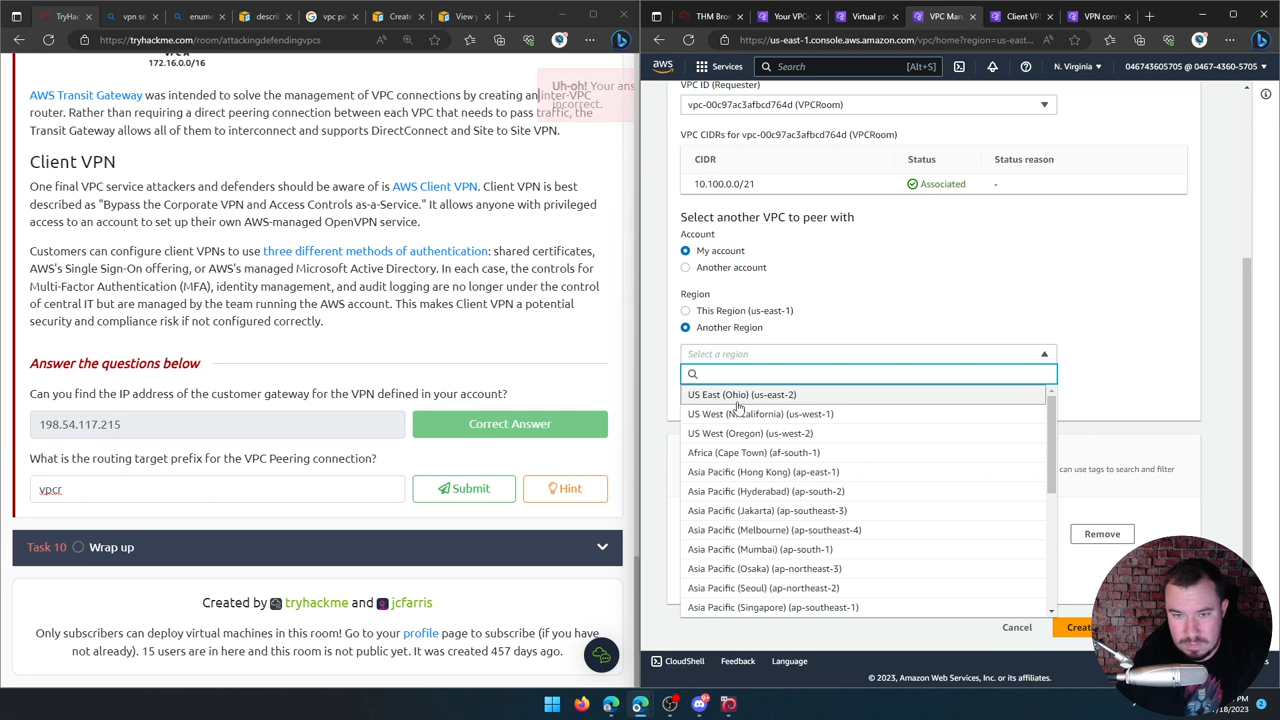 TryHac
vpn se
enume
descri
vpc pe
Create
View y
THM Brow
Your VPC
Virtual p
VPC Man
Client VP
VPN conn
https://tryhackme.com/room/attackingdefendingvpcs
https://us-east-1.console.aws.amazon.com/vpc/home?region=us-east...
172.16.0.0/16
AWS Transit Gateway was intended to solve the management of VPC connections by creating an inter-VPC
router. Rather than requiring a direct peering connection between each VPC that needs to pass traffic, the
Transit Gateway allows all of them to interconnect and supports DirectConnect and Site to Site VPN.
Uh-oh! Your ans
incorrect.
Client VPN
One final VPC service attackers and defenders should be aware of is AWS Client VPN. Client VPN is best
described as "Bypass the Corporate VPN and Access Controls as-a-Service." It allows anyone with privileged
access to an account to set up their own AWS-managed OpenVPN service.
Customers can configure client VPNs to use three different methods of authentication: shared certificates,
AWS's Single Sign-On offering, or AWS's managed Microsoft Active Directory. In each case, the controls for
Multi-Factor Authentication (MFA), identity management, and audit logging are no longer under the control
of central IT but are managed by the team running the AWS account. This makes Client VPN a potential
security and compliance risk if not configured correctly.
Answer the questions below
Can you find the IP address of the customer gateway for the VPN defined in your account?
198.54.117.215
Correct Answer
What is the routing target prefix for the VPC Peering connection?
vpcr
Submit
Hint
Task 10
Wrap up
Created by tryhackme and jcfarris
Only subscribers can deploy virtual machines in this room! Go to your profile page to subscribe (if you have
not already). 15 users are in here and this room is not public yet. It was created 457 days ago.
aws
Services
Search
[Alt+S]
N. Virginia
046743605705 @ 0467-4360-5705
VPC ID (Requester)
vpc-00c97ac3afbcd764d (VPCRoom)
VPC CIDRs for vpc-00c97ac3afbcd764d (VPCRoom)
CIDR Status Status reason
10.100.0.0/21 Associated -
Select another VPC to peer with
Account
My account
Another account
Region
This Region (us-east-1)
Another Region
Select a region
US East (Ohio) (us-east-2)
US West (N. California) (us-west-1)
US West (Oregon) (us-west-2)
Africa (Cape Town) (af-south-1)
Asia Pacific (Hong Kong) (ap-east-1)
Asia Pacific (Hyderabad) (ap-south-2)
Asia Pacific (Jakarta) (ap-southeast-3)
Asia Pacific (Melbourne) (ap-southeast-4)
Asia Pacific (Mumbai) (ap-south-1)
Asia Pacific (Osaka) (ap-northeast-3)
Asia Pacific (Seoul) (ap-northeast-2)
Asia Pacific (Singapore) (ap-southeast-1)
can use tags to search and filter
Remove
Cancel
Creat
CloudShell
Feedback
Language
© 2023, Amazon Web Services, Inc. or its affiliates.
/18/2023